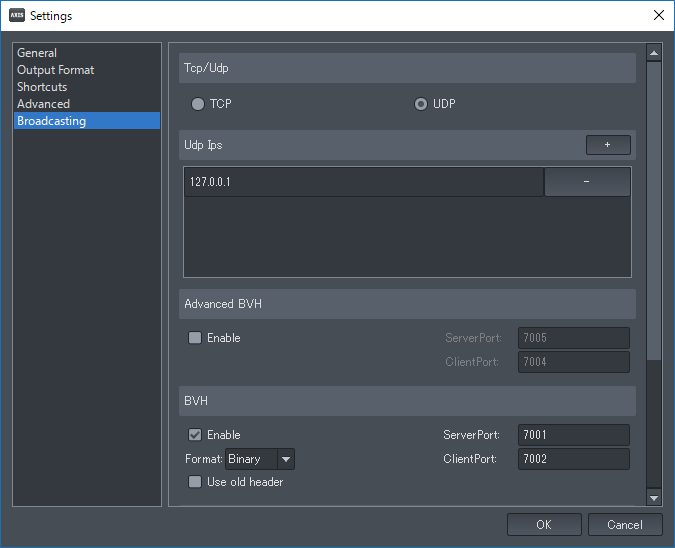 AXIS Settings
General
Output Format
Shortcuts
Advanced
Broadcasting
Tcp/Udp
TCP UDP
Udp Ips +
127.0.0.1 -
Advanced BVH
Enable ServerPort: 7005
ClientPort: 7004
BVH
Enable ServerPort: 7001
Format: Binary ClientPort: 7002
Use old header
OK Cancel